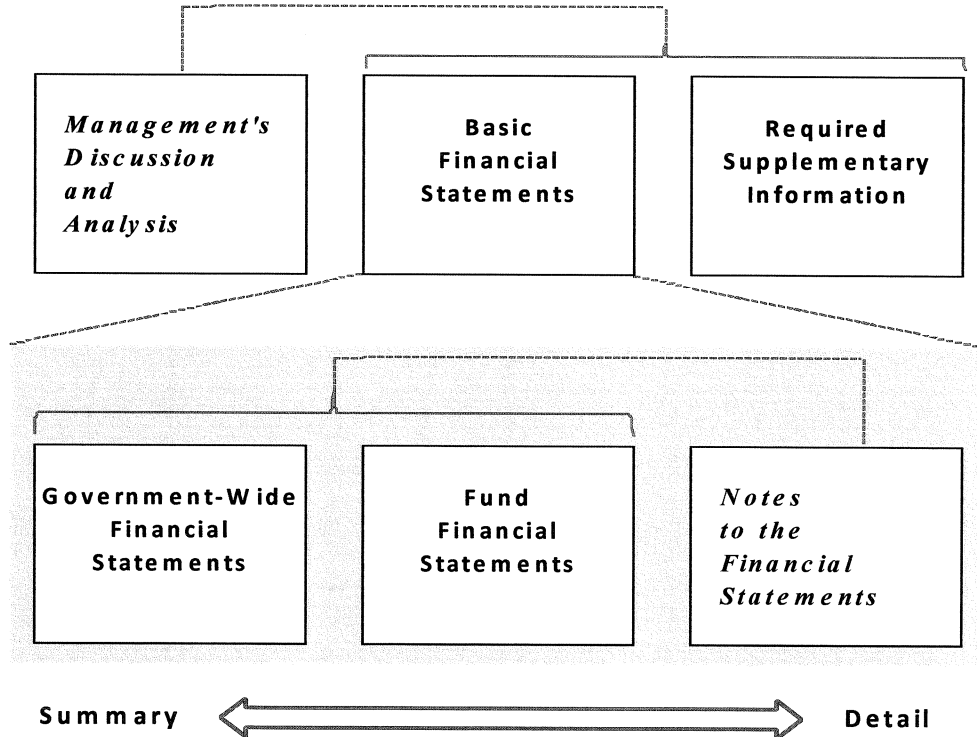 Management's
Discussion
and
Analysis
Basic
Financial
Statements
Required
Supplementary
Information
Government-Wide
Financial
Statements
Fund
Financial
Statements
Notes
to the
Financial
Statements
Summary
Detail